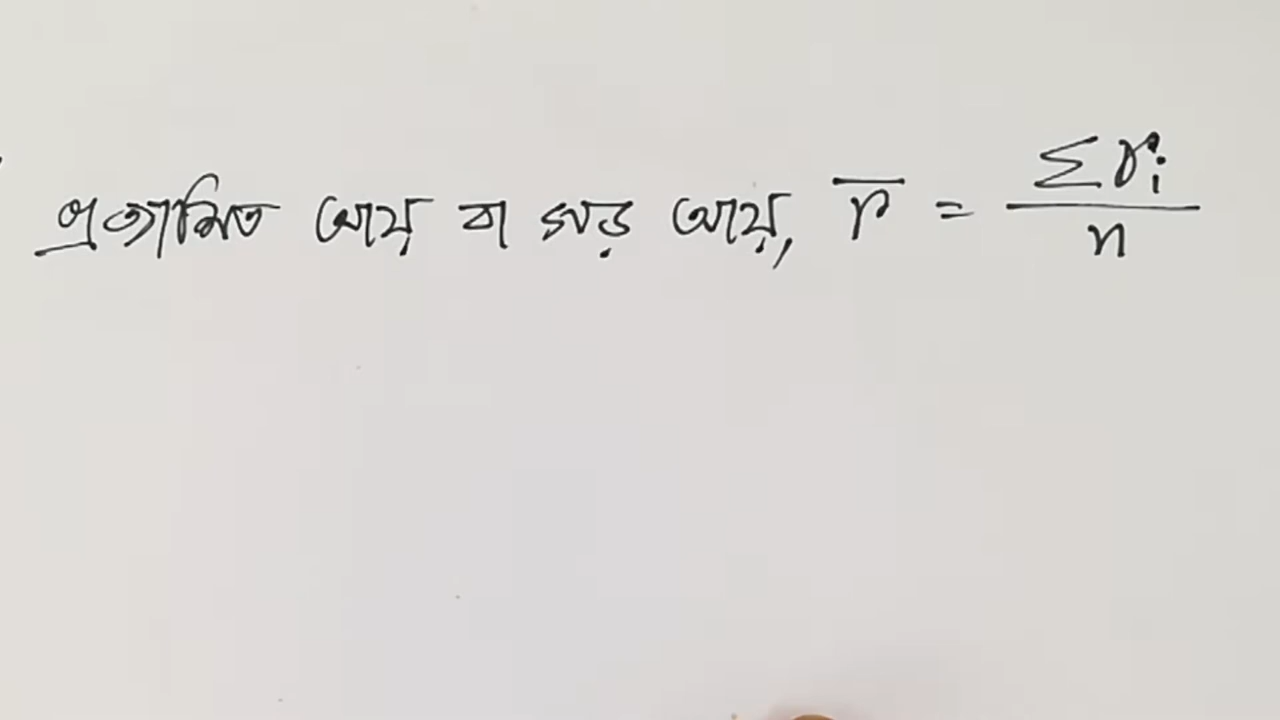 প্রত্যাশিত আয় বা গড় আয়, r̅ = Σrᵢ / n